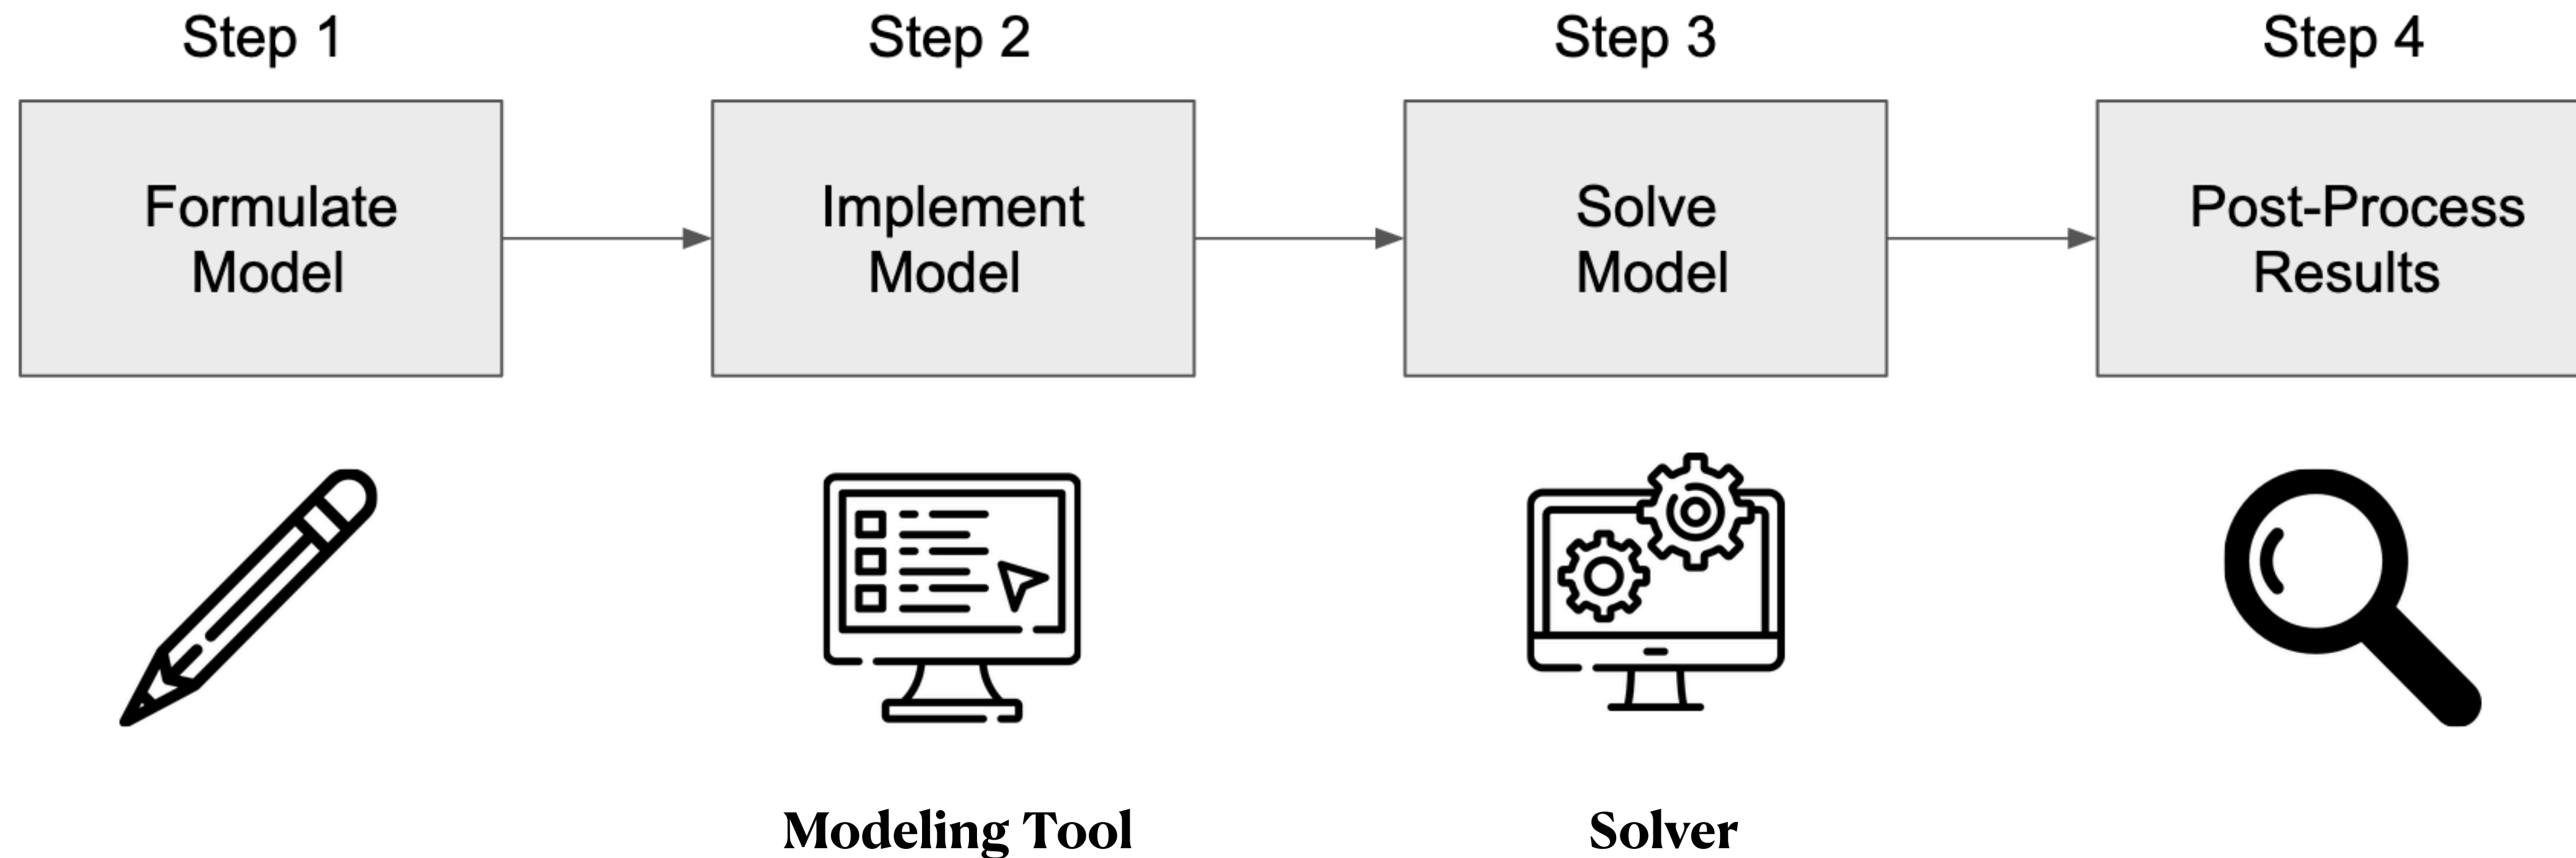 Step 1
Step 2
Step 3
Step 4
Formulate
Model
Implement
Model
Solve
Model
Post-Process
Results
Modeling Tool
Solver